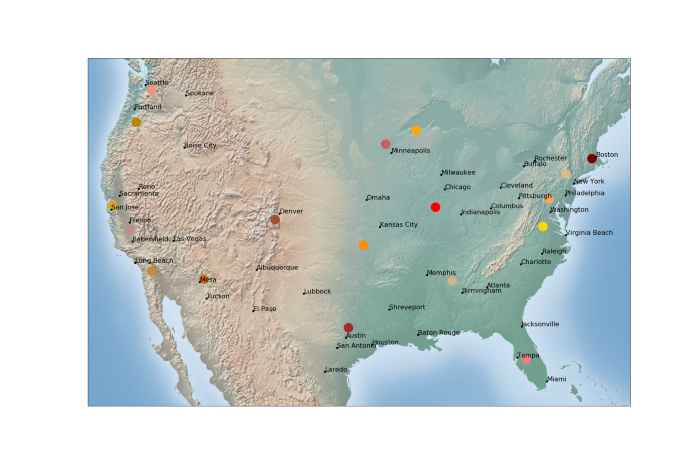 Seattle
Spokane
Portland
Boise City
Minneapolis
Rochester
Boston
Buffalo
Milwaukee
Chicago
Cleveland
New York
Reno
Sacramento
Omaha
Pittsburgh
Philadelphia
San Jose
Denver
Indianapolis
Columbus
Washington
Fresno
Kansas City
Bakersfield
Las Vegas
Virginia Beach
Raleigh
Long Beach
Albuquerque
Charlotte
Mesa
Memphis
Tucson
Lubbock
Birmingham
Atlanta
El Paso
Shreveport
Jacksonville
Austin
Baton Rouge
San Antonio
Houston
Tampa
Laredo
Miami